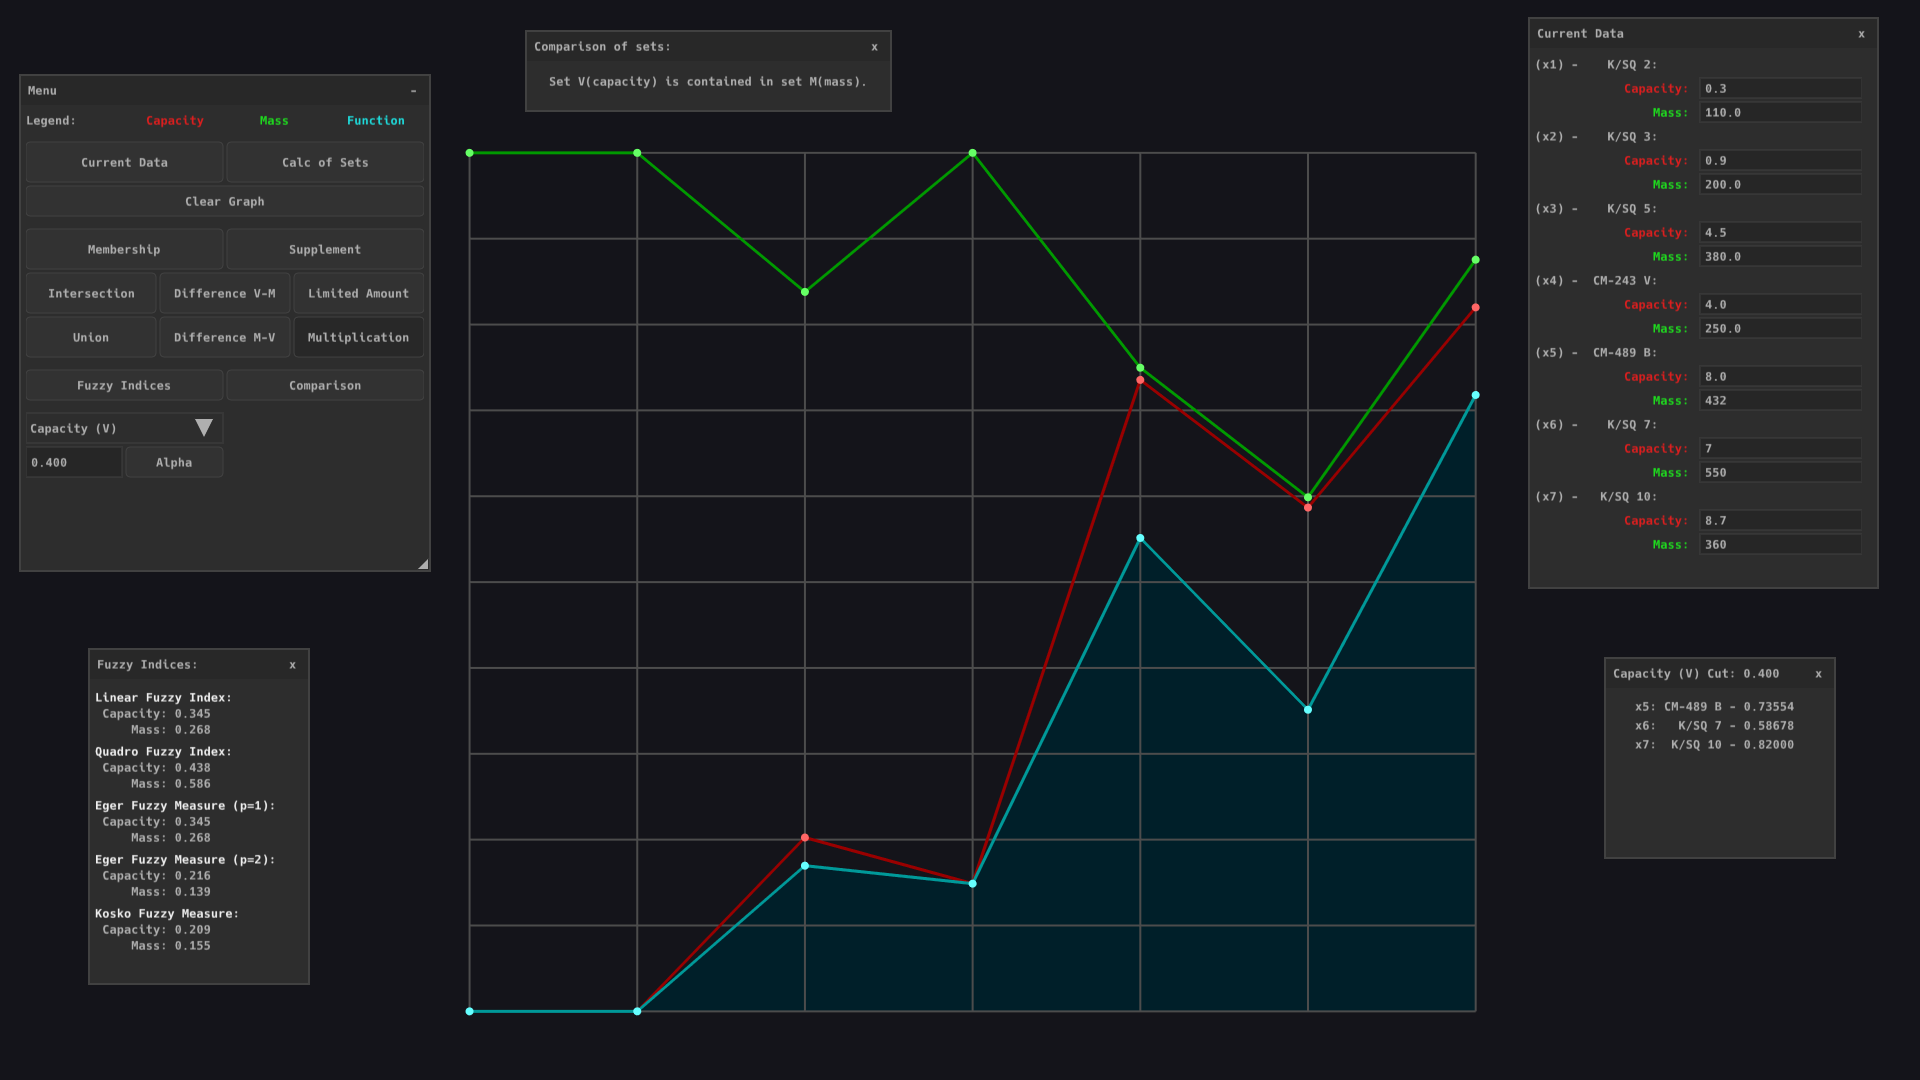 Menu -
Legend: Capacity Mass Function
Current Data Calc of Sets
Clear Graph
Membership Supplement
Intersection Difference V-M Limited Amount
Union Difference M-V Multiplication
Fuzzy Indices Comparison
Capacity (V)
0.400 Alpha
Fuzzy Indices: x
Linear Fuzzy Index:
Capacity: 0.345
Mass: 0.268
Quadro Fuzzy Index:
Capacity: 0.438
Mass: 0.586
Eger Fuzzy Measure (p=1):
Capacity: 0.345
Mass: 0.268
Eger Fuzzy Measure (p=2):
Capacity: 0.216
Mass: 0.139
Kosko Fuzzy Measure:
Capacity: 0.209
Mass: 0.155
Comparison of sets: x
Set V(capacity) is contained in set M(mass).
Current Data x
(x1) - K/SQ 2:
Capacity: 0.3
Mass: 110.0
(x2) - K/SQ 3:
Capacity: 0.9
Mass: 200.0
(x3) - K/SQ 5:
Capacity: 4.5
Mass: 380.0
(x4) - CM-243 V:
Capacity: 4.0
Mass: 250.0
(x5) - CM-489 B:
Capacity: 8.0
Mass: 432
(x6) - K/SQ 7:
Capacity: 7
Mass: 550
(x7) - K/SQ 10:
Capacity: 8.7
Mass: 360
Capacity (V) Cut: 0.400 x
x5: CM-489 B - 0.73554
x6: K/SQ 7 - 0.58678
x7: K/SQ 10 - 0.82000